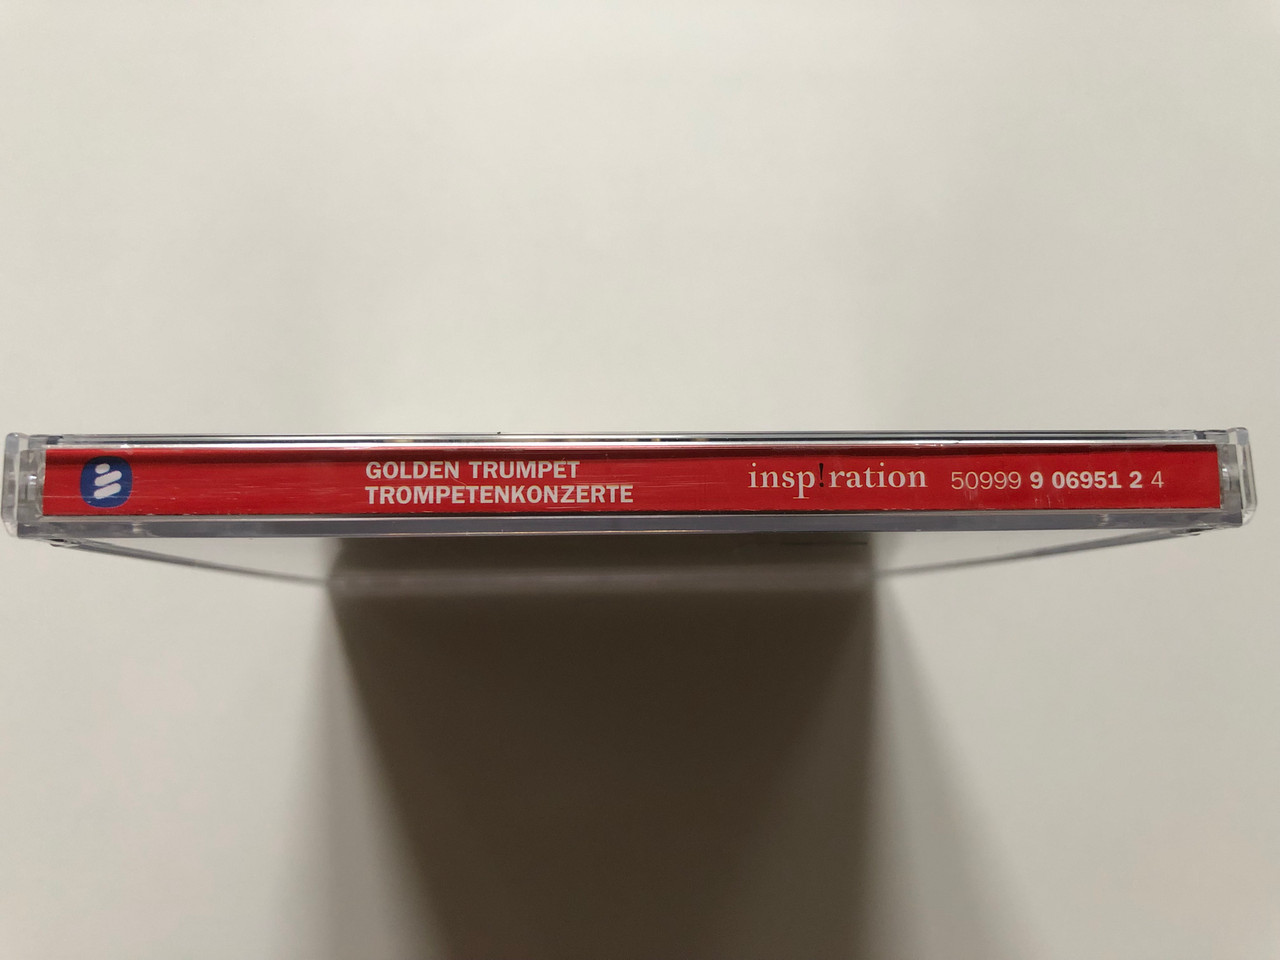 GOLDEN TRUMPET
TROMPETENKONZERTE
insp!ration 50999 9 06951 2 4